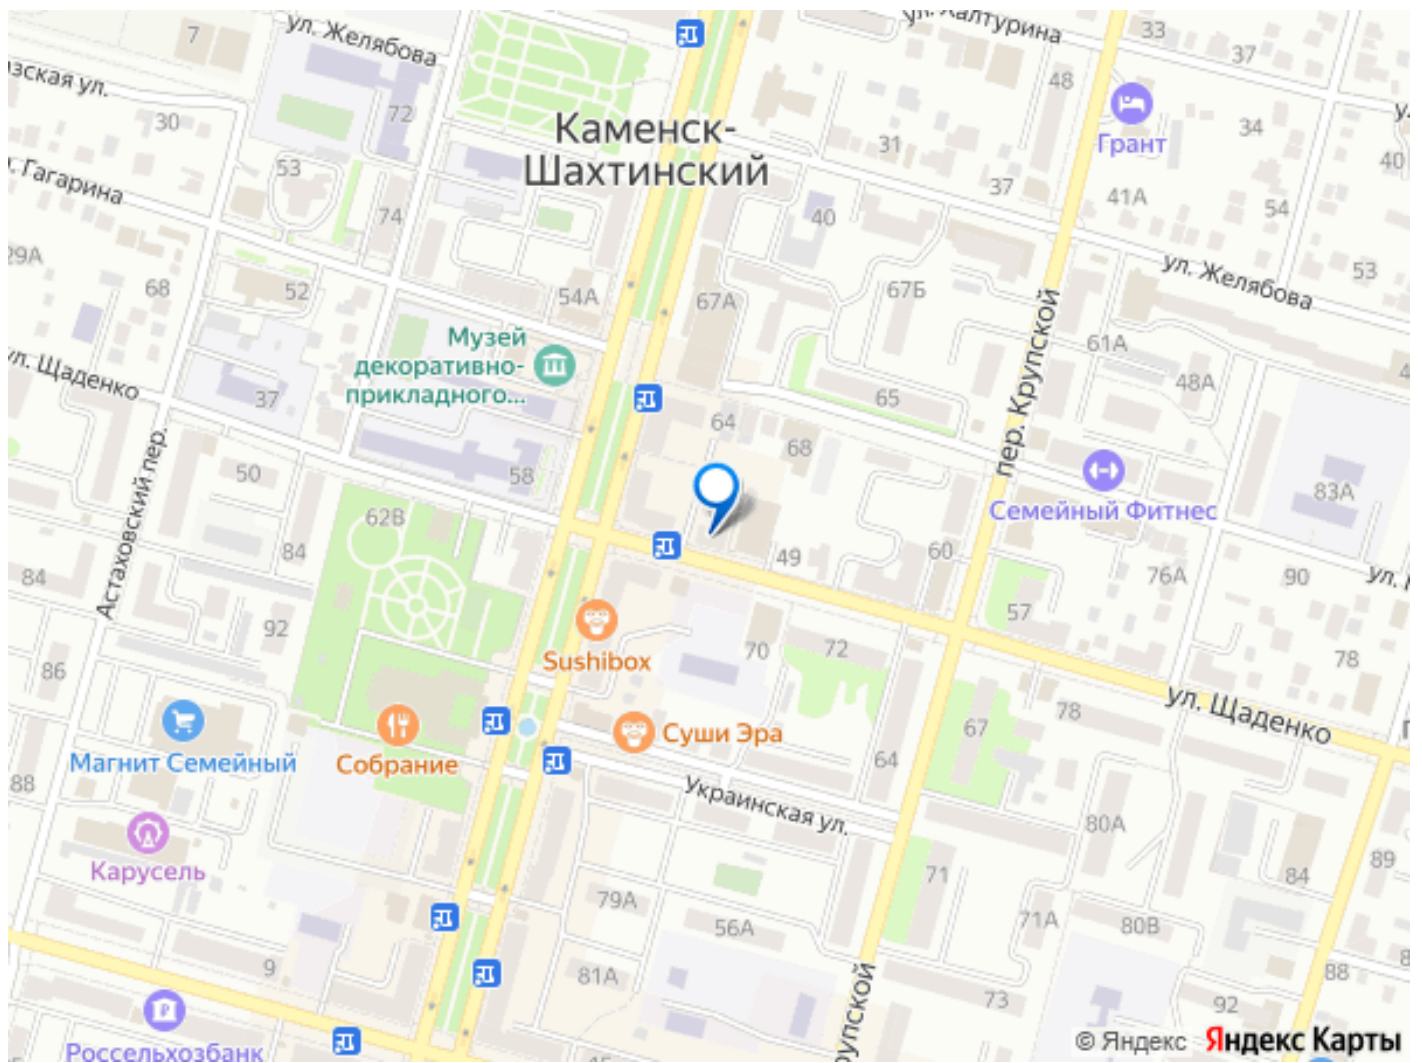 ул. Халтурина
ул. Желябова
7
33
37
48
зская ул.
72
30
34
Грант
Каменск-
Шахтинский
31
40
53
37
41А
54
л. Гагарина
74
40
29А
68
52
54А
67А
67Б
ул. Желябова
53
Музей
декоративно-
прикладного...
61А
48А
4
ул. Щаденко
37
65
64
68
пер. Крупской
50
58
Семейный Фитнес
83А
62В
84
84
49
60
76А
90
ул.
Астаховский пер.
57
92
86
Sushibox
70
72
78
ул. Щаденко
78
67
Суши Эра
64
Магнит Семейный
Собрание
88
Украинская ул.
80А
Карусель
89
84
71
79А
56А
71А
80В
9
81А
88
73
92
рупской
Россельхозбанк
© Яндекс Яндекс Карты